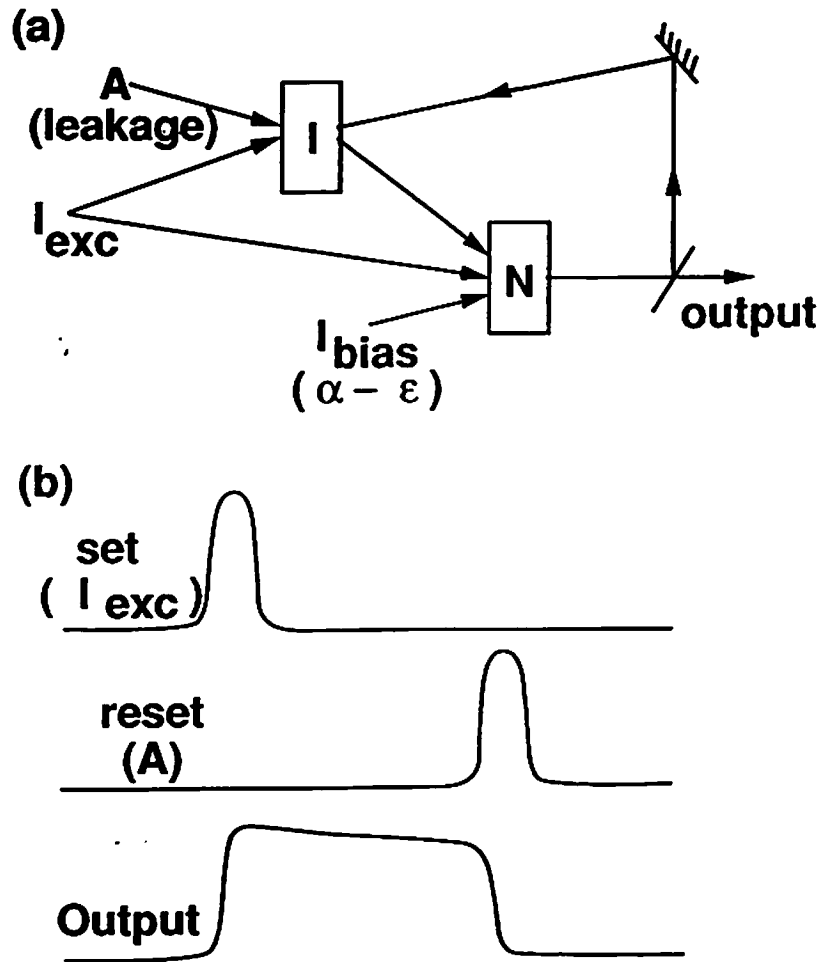 (a)
A
(leakage)
I
I exc
N
output
I bias
( α − ε )
(b)
set
( I exc )
reset
(A)
Output